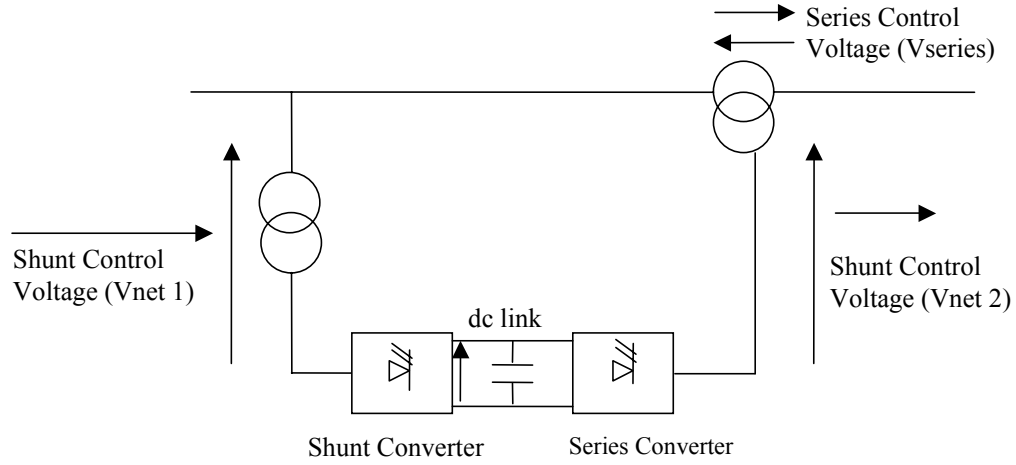 Series Control
Voltage (Vseries)
Shunt Control
Voltage (Vnet 1)
Shunt Control
Voltage (Vnet 2)
dc link
Shunt Converter
Series Converter